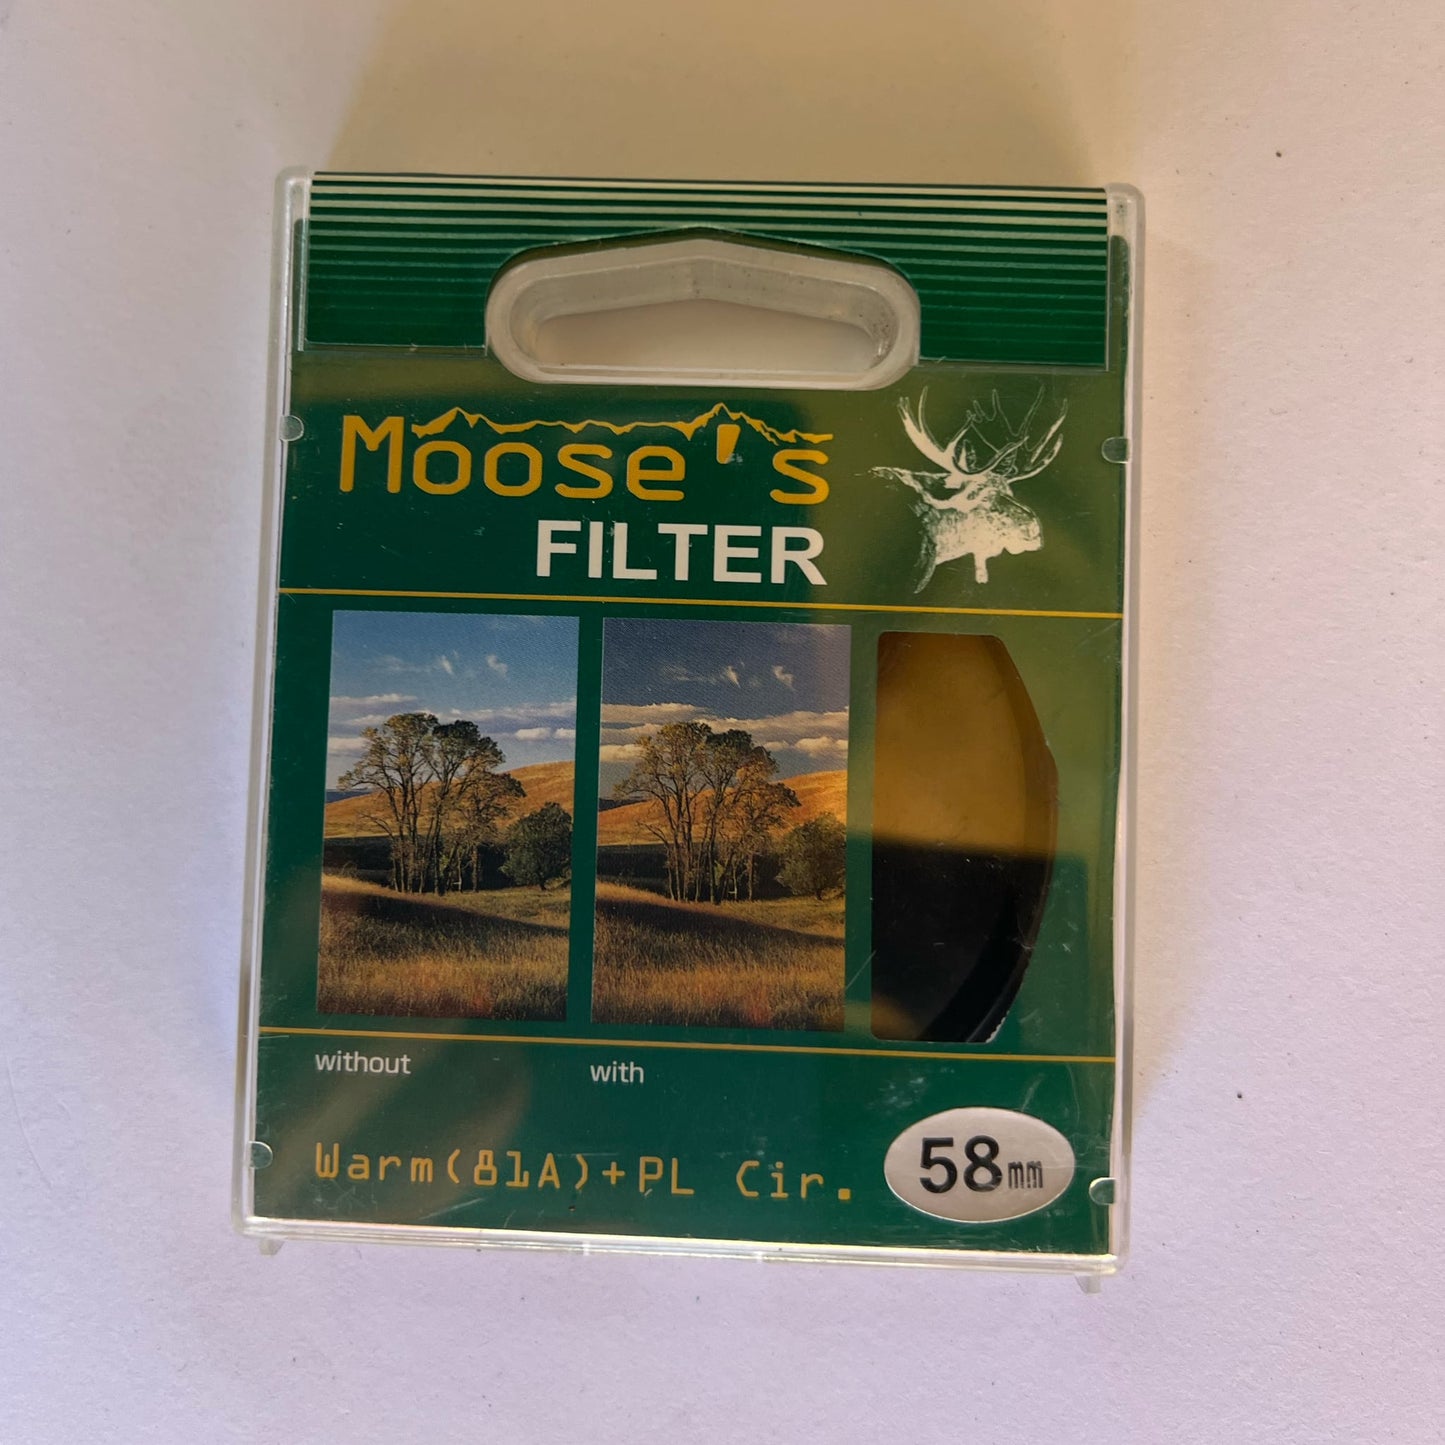 Moose's
FILTER
without
with
Warm(81A)+PL Cir.
58mm